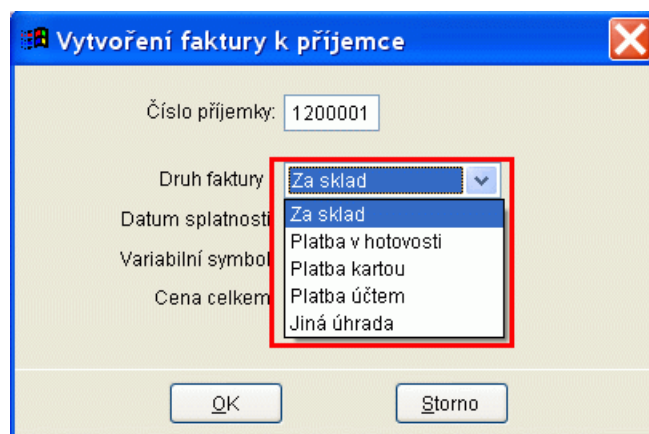 Vytvoření faktury k příjemce
Číslo příjemky: 1200001
Druh faktury Za sklad
Datum splatnosti Za sklad
Platba v hotovosti
Variabilní symbol Platba kartou
Cena celkem Platba účtem
Jiná úhrada
OK Storno